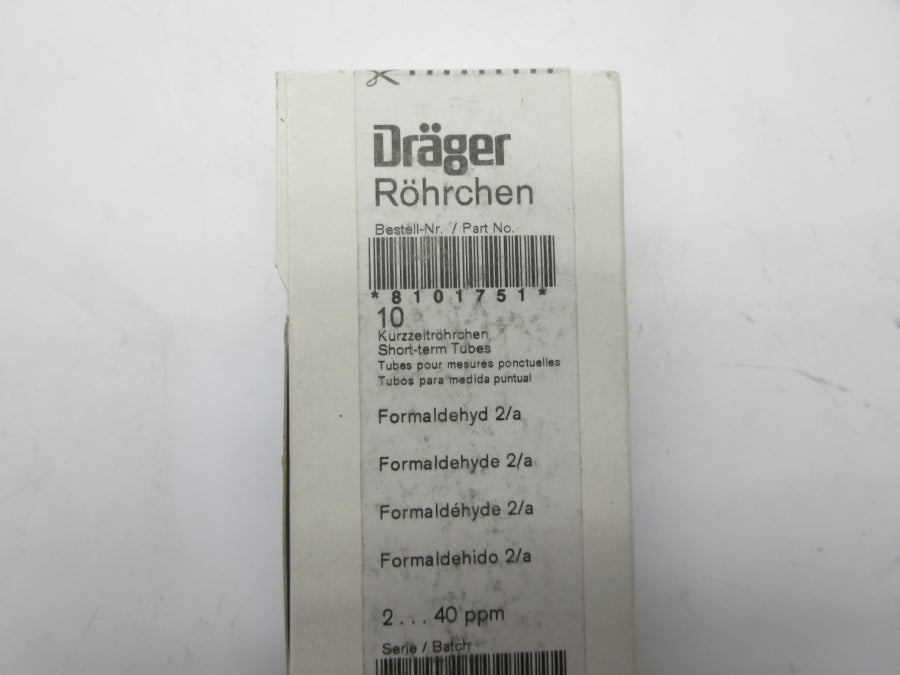 Dräger
Röhrchen
Bestell-Nr. / Part No.
*8101751*
10
Kurzzeitröhrchen
Short-term Tubes
Tubes pour mesures ponctuelles
Tubos para medida puntual
Formaldehyd 2/a
Formaldehyde 2/a
Formaldéhyde 2/a
Formaldehido 2/a
2 . . . 40 ppm
Serie / Batch